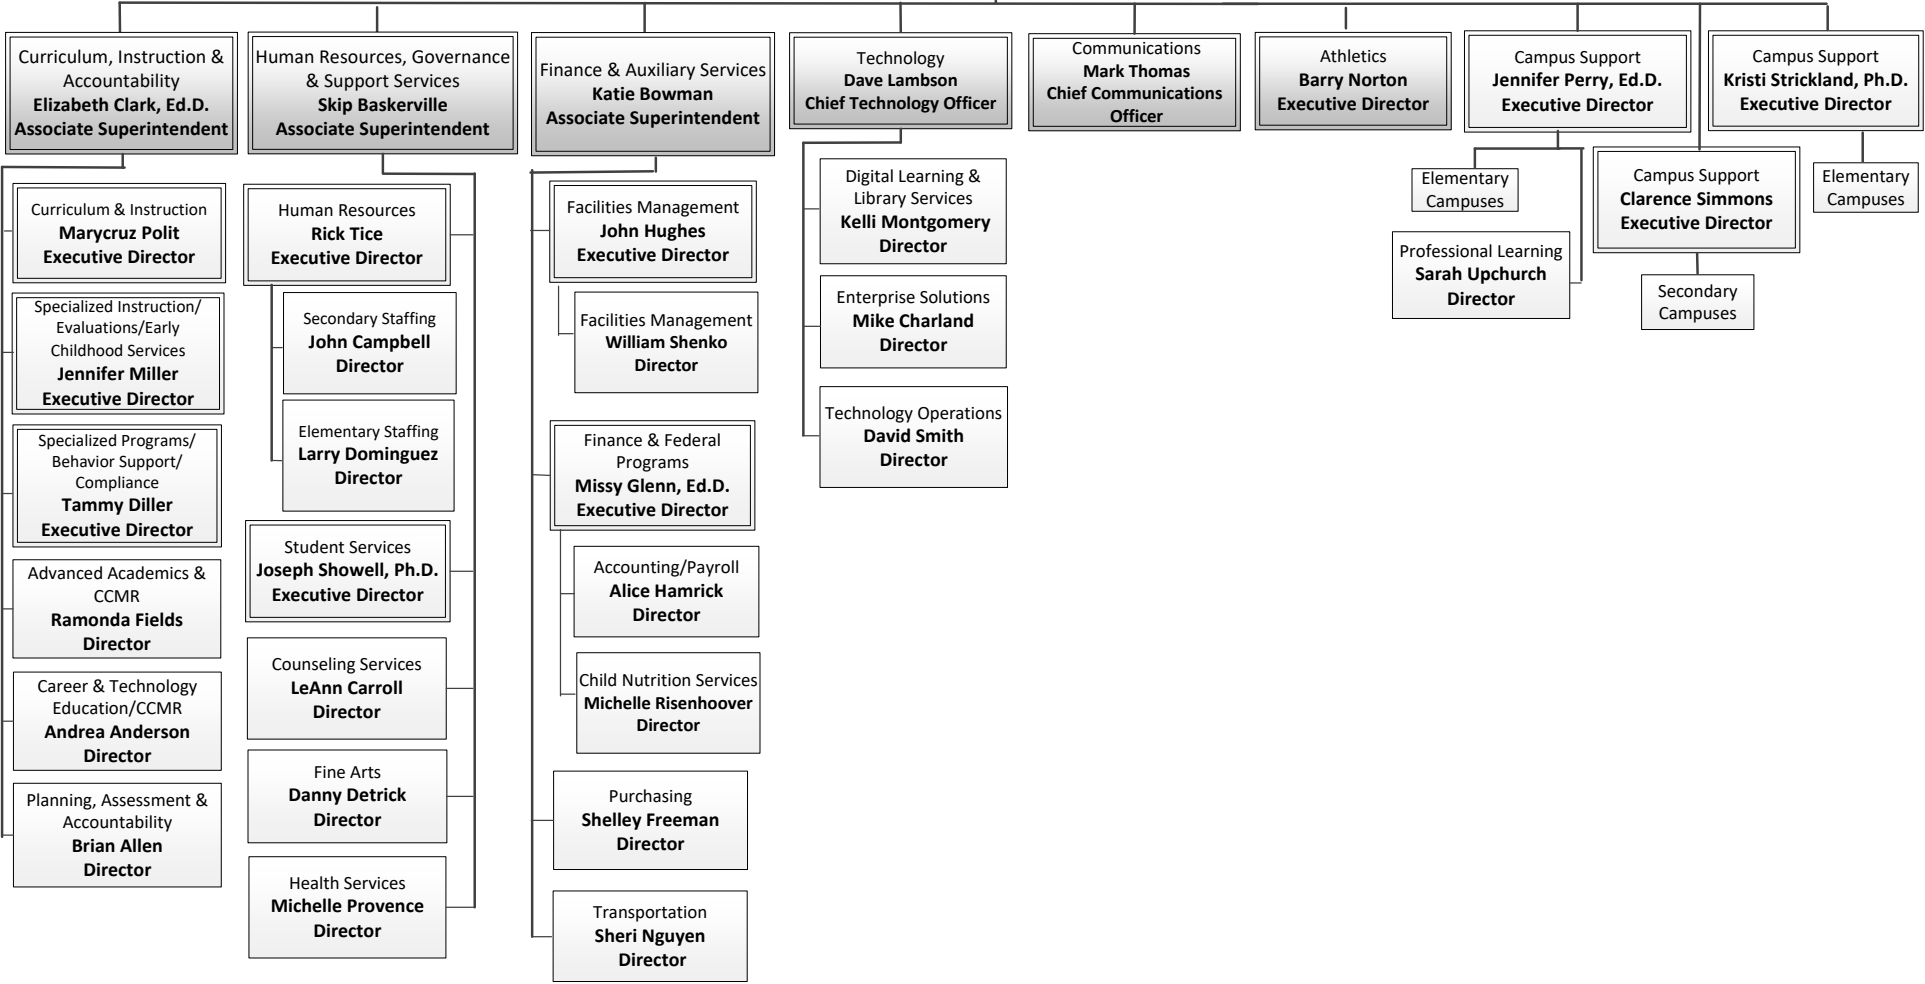 Curriculum, Instruction &
Accountability
Elizabeth Clark, Ed.D.
Associate Superintendent
Curriculum & Instruction
Marycruz Polit
Executive Director
Specialized Instruction/
Evaluations/Early
Childhood Services
Jennifer Miller
Executive Director
Specialized Programs/
Behavior Support/
Compliance
Tammy Diller
Executive Director
Advanced Academics &
CCMR
Ramonda Fields
Director
Career & Technology
Education/CCMR
Andrea Anderson
Director
Planning, Assessment &
Accountability
Brian Allen
Director
Human Resources, Governance
& Support Services
Skip Baskerville
Associate Superintendent
Human Resources
Rick Tice
Executive Director
Secondary Staffing
John Campbell
Director
Elementary Staffing
Larry Dominguez
Director
Student Services
Joseph Showell, Ph.D.
Executive Director
Counseling Services
LeAnn Carroll
Director
Fine Arts
Danny Detrick
Director
Health Services
Michelle Provence
Director
Finance & Auxiliary Services
Katie Bowman
Associate Superintendent
Facilities Management
John Hughes
Executive Director
Facilities Management
William Shenko
Director
Finance & Federal
Programs
Missy Glenn, Ed.D.
Executive Director
Accounting/Payroll
Alice Hamrick
Director
Child Nutrition Services
Michelle Risenhoover
Director
Purchasing
Shelley Freeman
Director
Transportation
Sheri Nguyen
Director
Technology
Dave Lambson
Chief Technology Officer
Digital Learning &
Library Services
Kelli Montgomery
Director
Enterprise Solutions
Mike Charland
Director
Technology Operations
David Smith
Director
Communications
Mark Thomas
Chief Communications
Officer
Athletics
Barry Norton
Executive Director
Campus Support
Jennifer Perry, Ed.D.
Executive Director
Elementary
Campuses
Professional Learning
Sarah Upchurch
Director
Campus Support
Clarence Simmons
Executive Director
Secondary
Campuses
Campus Support
Kristi Strickland, Ph.D.
Executive Director
Elementary
Campuses